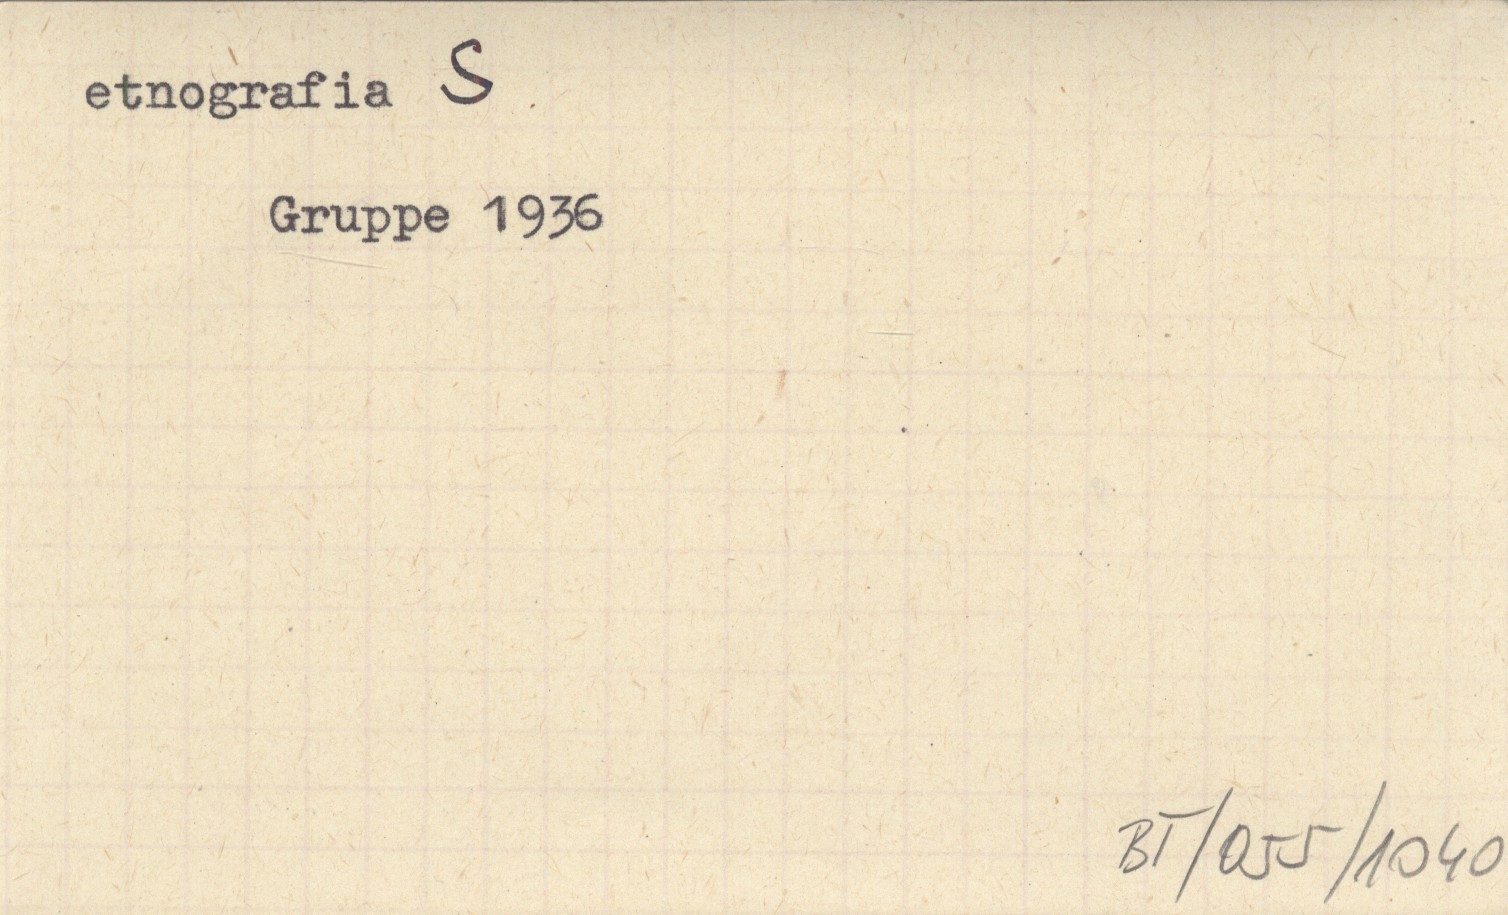 etnografia S
Gruppe 1936
BT/055/1040